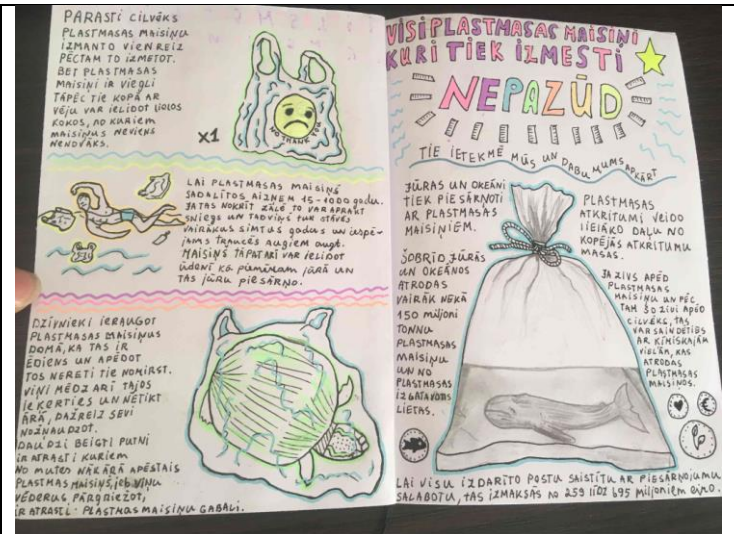 PARASTI CILVĒKS
PLASTMASAS MAISIŅU
IZMANTO VIENREIZ
PĒCTAM TO IZMETOT.
BET PLASTMASAS
MAISIŅI IR VIEGLI
TĀPĒC TIE KOPĀ AR
VĒJU VAR IELIDOT LIELOS
KOKOS, NO KURIEM
MAISIŅUS NEVIENS
NENOVĀKS.
x1
NO THANK YOU
LAI PLASTMASAS MAISIŅŠ
SADALĪTOS AIZŅEM 15-1000 gadu.
JA TAS NOKRĪT ZĀLĒ TO VAR APRAKT
SNIEGS UN TADVIŅŠ TUR STĀVĒS
VAIRĀKUS SIMTUS gadus un iespē-
jams TRAUCĒS AUGIEM AUGT.
MAISIŅŠ TĀPAT ARĪ VAR IELIDOT
ŪDENĪ KĀ PIEMĒRAM JŪRĀ UN
TAS JŪRU PIESĀRŅO.
DZĪVNIEKI IERAUGOT
PLASTMASAS MAISIŅUS
DOMĀ, KA TAS IR
ĒDIENS UN APĒDOT
TOS NERETI TIE NOMIRST.
VIŅI MĒDZ ARĪ TAJOS
IEĶERTIES UN NETIKT
ĀRĀ, DAŽREIZ SEVI
NOŽŅAUDZOT.
DAUDZI BEIGTI PUTNI
IR ATRASTI KURIEM
NO MUTES NĀK ĀRĀ APĒSTAIS
PLASTMAS MAISIŅŠ, jeb VIŅU
VĒDERUS PĀRGRIEŽOT,
IR ATRASTI PLASTMAS MAISIŅU GABALI.
VISI PLASTMASAS MAISIŅI
KURI TIEK IZMESTI
NEPAZŪD
TIE IETEKMĒ MŪS UN DABU MUMS APKĀRT
JŪRAS UN OKEĀNI
TIEK PIESĀRŅOTI
AR PLASTMASAS
MAISIŅIEM.
ŠOBRĪD JŪRĀS
UN OKEĀNOS
ATRODAS
VAIRĀK NEKĀ
150 miljoni
TONNU
PLASTMASAS
MAISIŅU
UN NO
PLASTMASAS
IZGATAVOTAS
LIETAS.
PLASTMASAS
ATKRITUMI VEIDO
LIELĀKO DAĻU NO
KOPĒJĀS ATKRITUMU
MASAS.
JA ZIVS APĒD
PLASTMASAS
MAISIŅU UN PĒC
TAM ŠO ZIVI APĒD
CILVĒKS, TAS
VAR SAINDĒTIES
AR ĶĪMISKAJĀM
VIELĀM, KAS
ATRODAS
PLASTMASAS
MAISIŅOS.
€
LAI VISU IZDARĪTO POSTU SAISTĪTU AR PIESĀRŅOJUMU
SALABOTU, TAS IZMAKSĀS no 259 līdz 695 Miljoniem eiro.